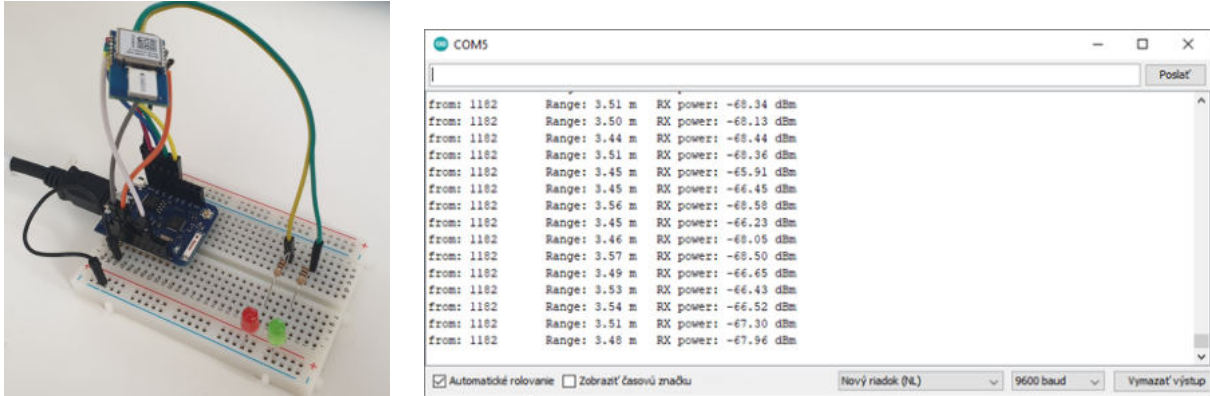 COM5
Poslať
from: 1182 Range: 3.51 m RX power: -68.34 dBm
from: 1182 Range: 3.50 m RX power: -68.13 dBm
from: 1182 Range: 3.44 m RX power: -68.44 dBm
from: 1182 Range: 3.51 m RX power: -68.36 dBm
from: 1182 Range: 3.45 m RX power: -65.91 dBm
from: 1182 Range: 3.45 m RX power: -66.45 dBm
from: 1182 Range: 3.56 m RX power: -68.58 dBm
from: 1182 Range: 3.45 m RX power: -66.23 dBm
from: 1182 Range: 3.46 m RX power: -68.05 dBm
from: 1182 Range: 3.57 m RX power: -68.50 dBm
from: 1182 Range: 3.49 m RX power: -66.65 dBm
from: 1182 Range: 3.53 m RX power: -66.43 dBm
from: 1182 Range: 3.54 m RX power: -66.52 dBm
from: 1182 Range: 3.51 m RX power: -67.30 dBm
from: 1182 Range: 3.48 m RX power: -67.96 dBm
Automatické rolovanie Zobraziť časovú značku Nový riadok (NL) 9600 baud Vymazať výstup